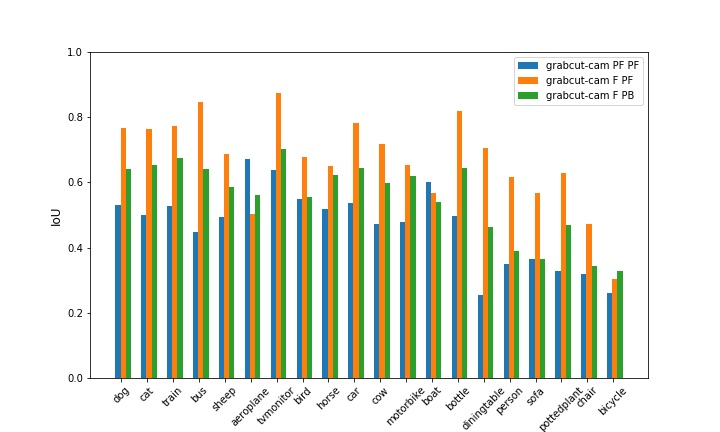 1.0
0.8
0.6
0.4
0.2
0.0
IoU
grabcut-cam PF PF
grabcut-cam F PF
grabcut-cam F PB
dog
cat
train
bus
sheep
aeroplane
tvmonitor
bird
horse
car
cow
motorbike
boat
bottle
diningtable
person
sofa
pottedplant
chair
bicycle